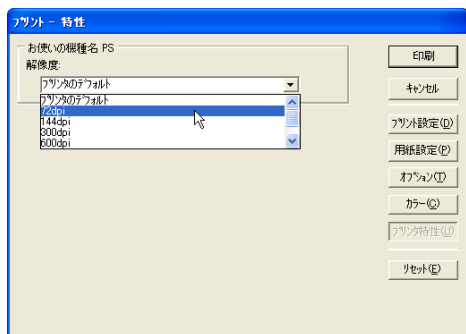 プリント - 特性
お使いの機種名 PS
解像度:
プリンタのデフォルト
プリンタのデフォルト
72dpi
144dpi
300dpi
600dpi
印刷
キャンセル
プリント設定(D)
用紙設定(P)
オプション(T)
カラー(C)
プリンタ特性(U)
リセット(E)